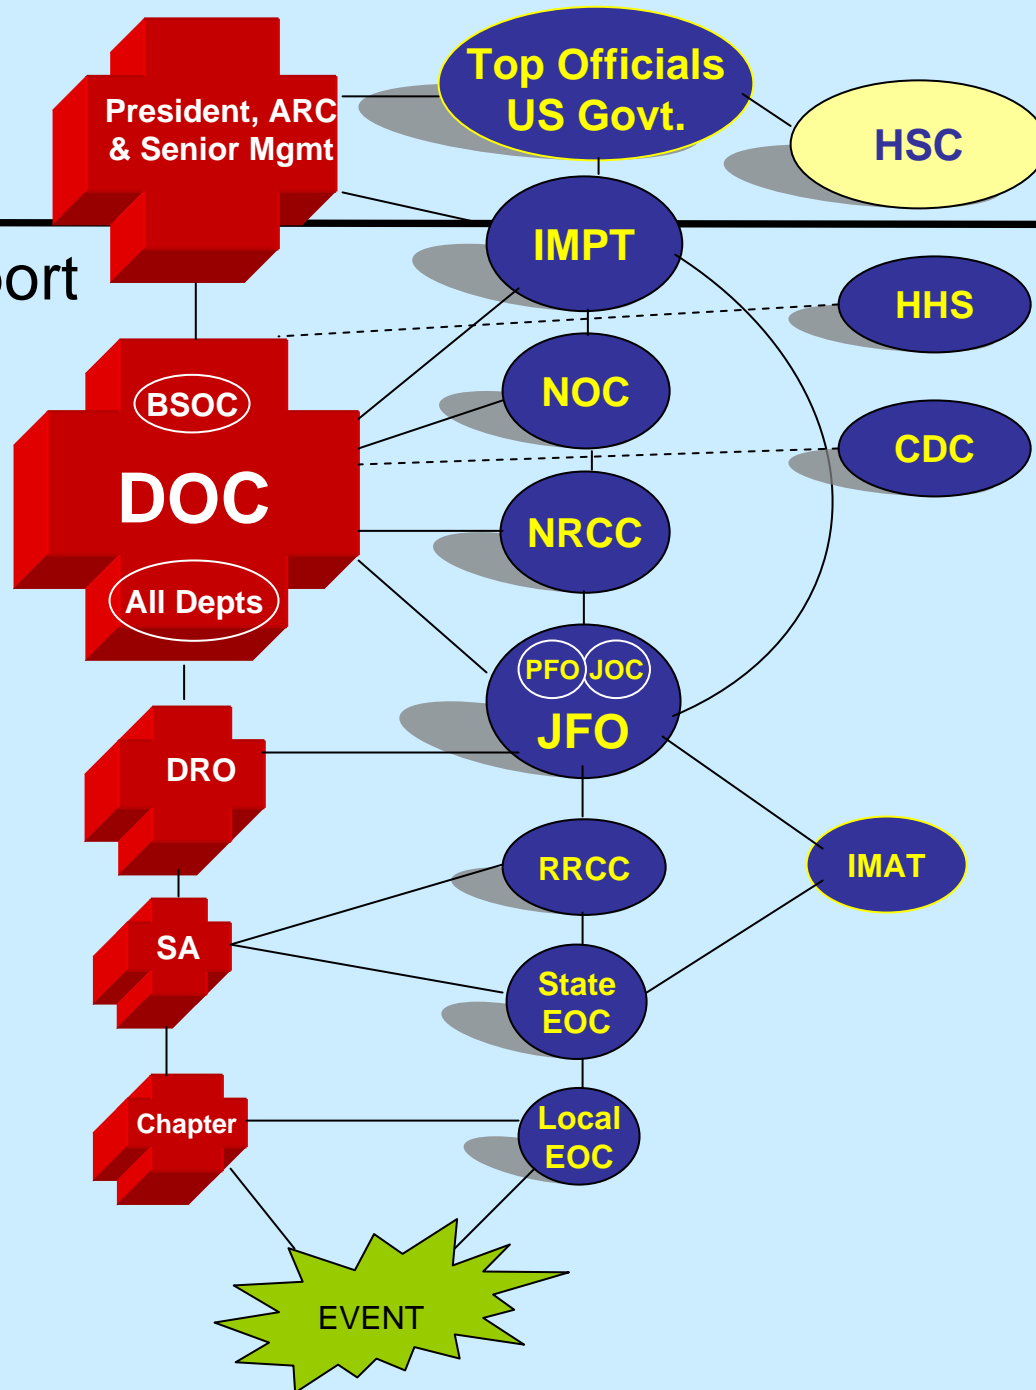 Top Officials
US Govt.
President, ARC
& Senior Mgmt
HSC
IMPT
HHS
BSOC
NOC
CDC
DOC
NRCC
All Depts
PFO
JOC
JFO
DRO
RRCC
IMAT
SA
State
EOC
Chapter
Local
EOC
EVENT